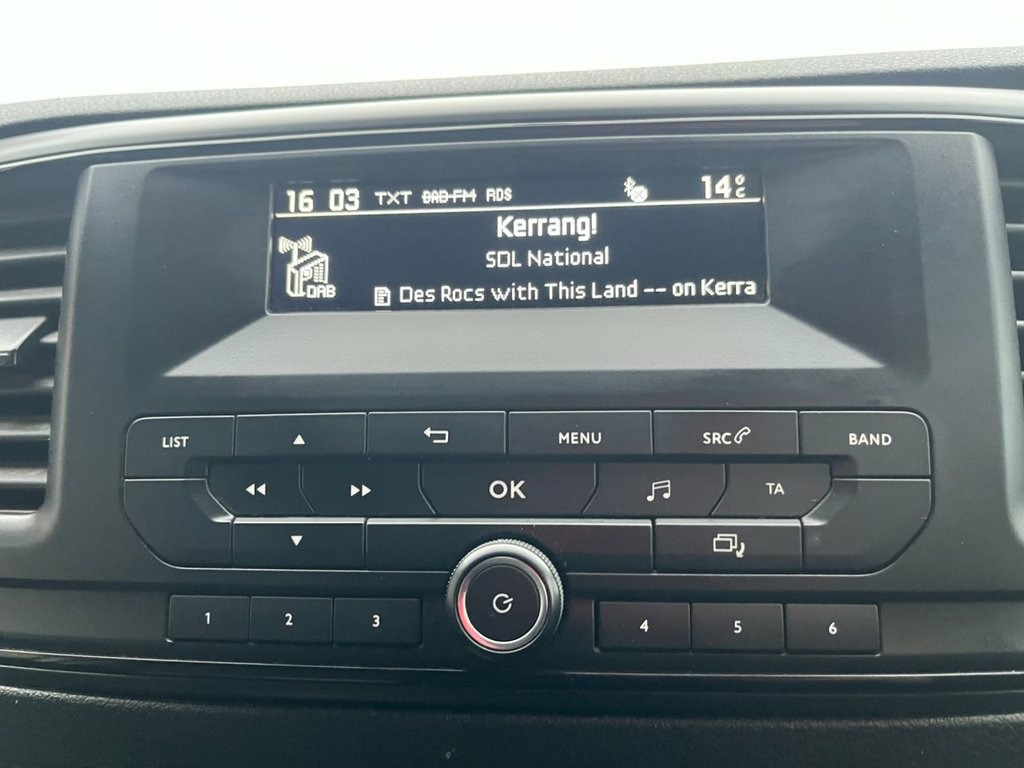 16 03 TXT DAB-FM RDS 14°C
Kerrang!
SDL National
DAB
Des Rocs with This Land -- on Kerra
LIST MENU SRC BAND
OK TA
1 2 3 4 5 6